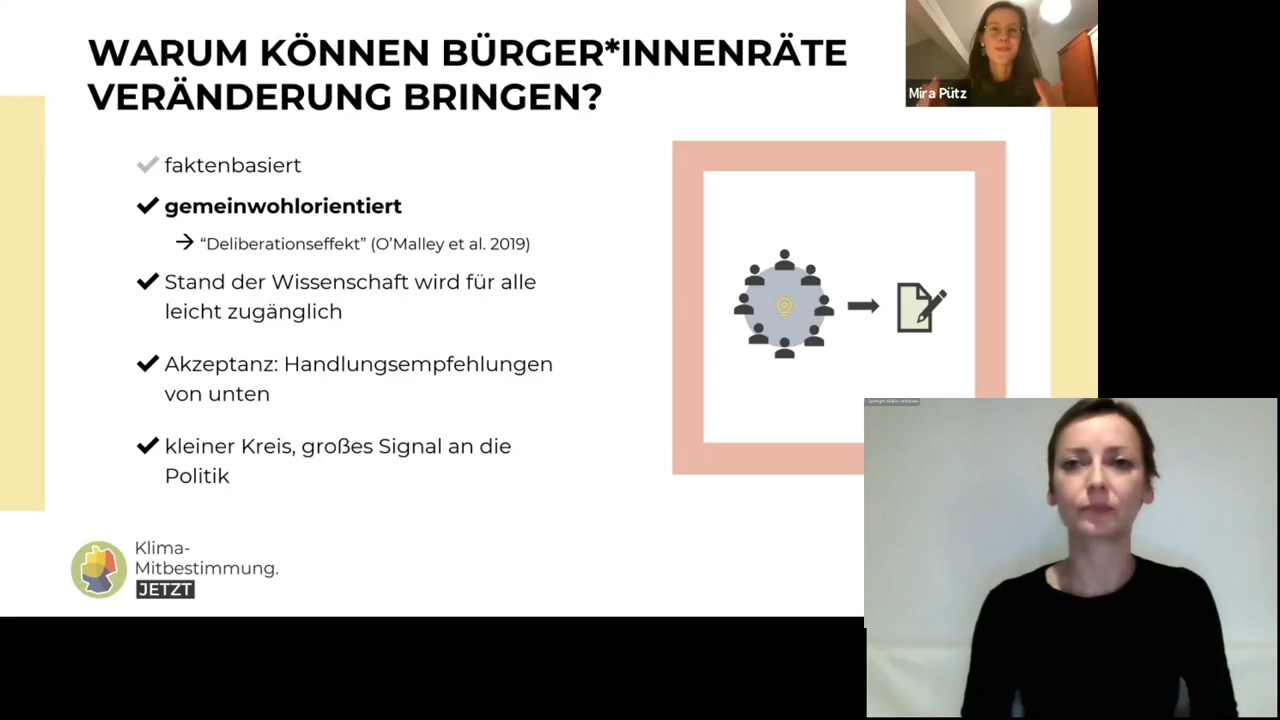 WARUM KÖNNEN BÜRGER*INNENRÄTE
VERÄNDERUNG BRINGEN?
Mira Pütz
faktenbasiert
gemeinwohlorientiert
→ “Deliberationseffekt” (O’Malley et al. 2019)
Stand der Wissenschaft wird für alle
leicht zugänglich
Akzeptanz: Handlungsempfehlungen
von unten
kleiner Kreis, großes Signal an die
Politik
Klima-
Mitbestimmung.
JETZT